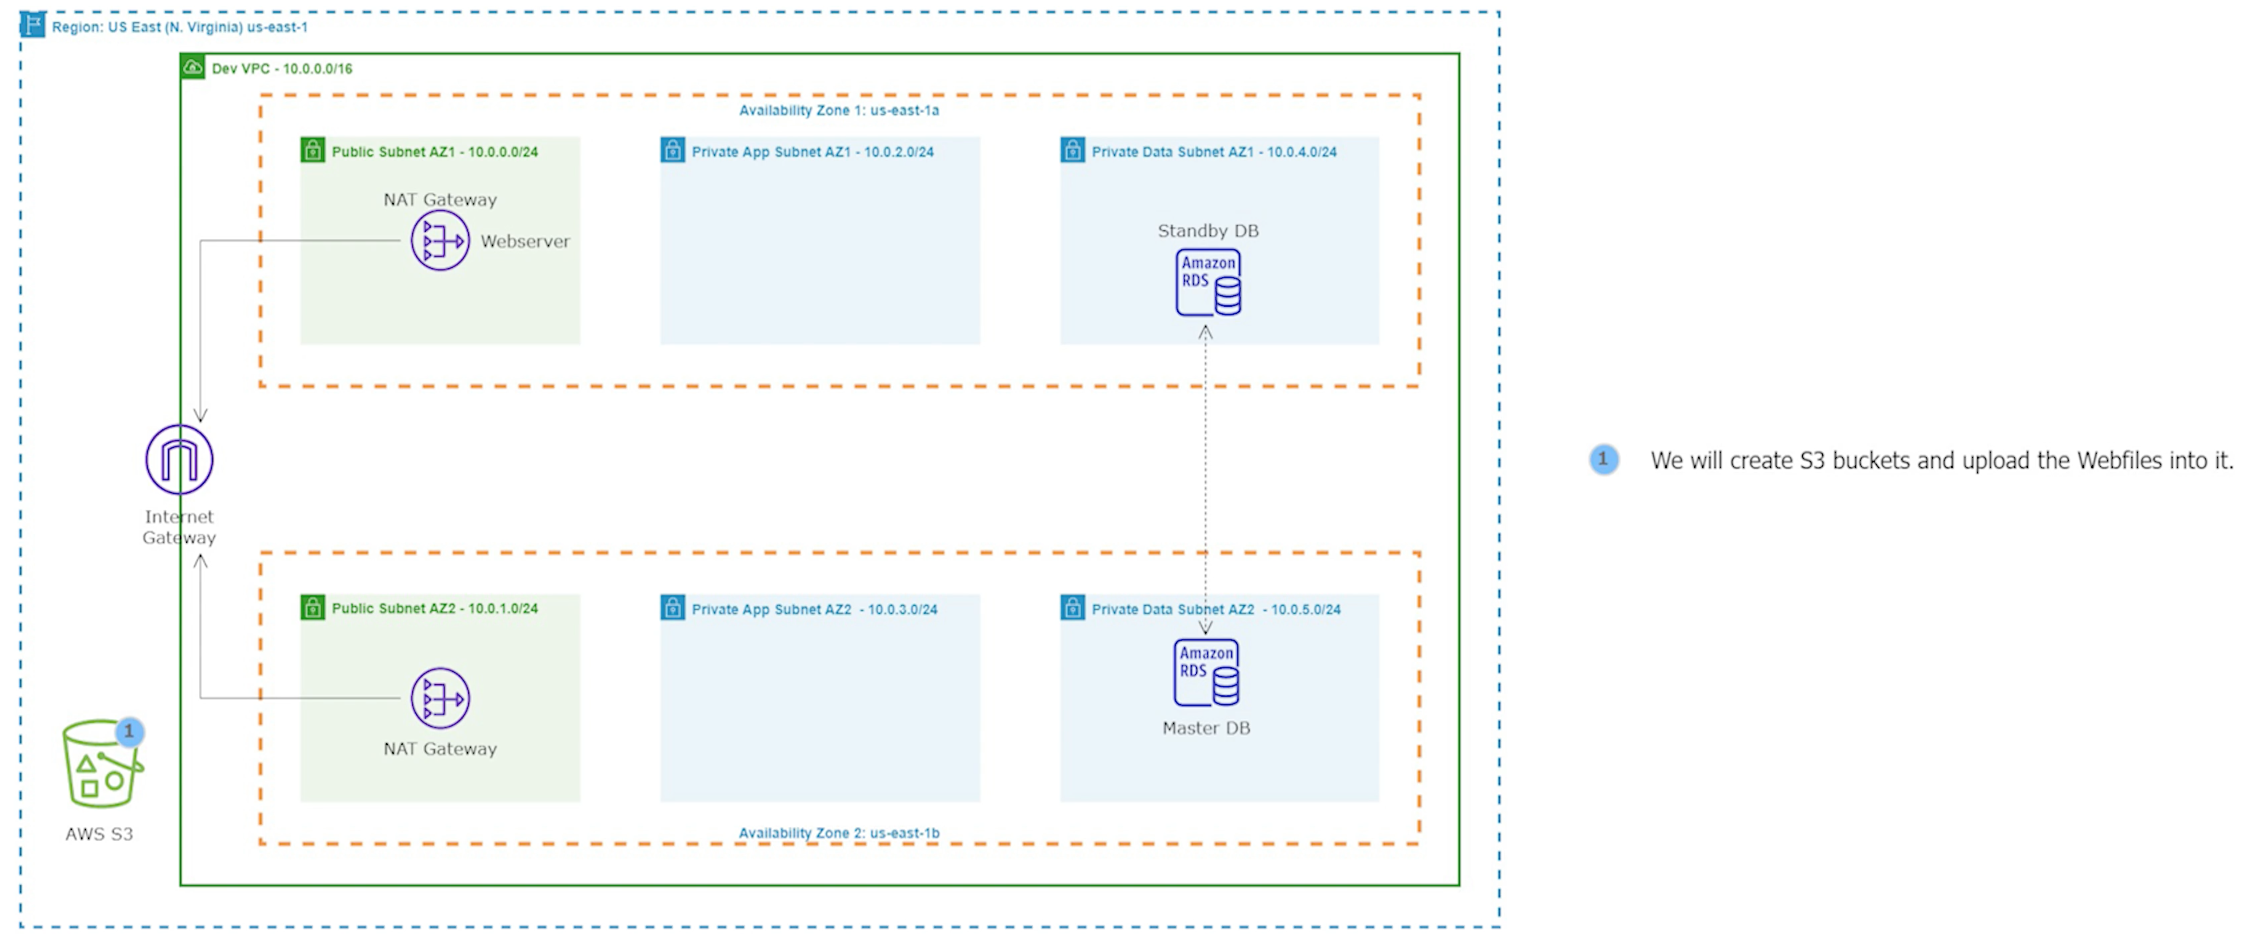 Region: US East (N. Virginia) us-east-1
Dev VPC - 10.0.0.0/16
Availability Zone 1: us-east-1a
Public Subnet AZ1 - 10.0.0.0/24
Private App Subnet AZ1 - 10.0.2.0/24
Private Data Subnet AZ1 - 10.0.4.0/24
NAT Gateway
Webserver
Standby DB
Amazon
RDS
Internet
Gateway
1 We will create S3 buckets and upload the Webfiles into it.
Public Subnet AZ2 - 10.0.1.0/24
Private App Subnet AZ2 - 10.0.3.0/24
Private Data Subnet AZ2 - 10.0.5.0/24
Amazon
RDS
Master DB
NAT Gateway
1
AWS S3
Availability Zone 2: us-east-1b